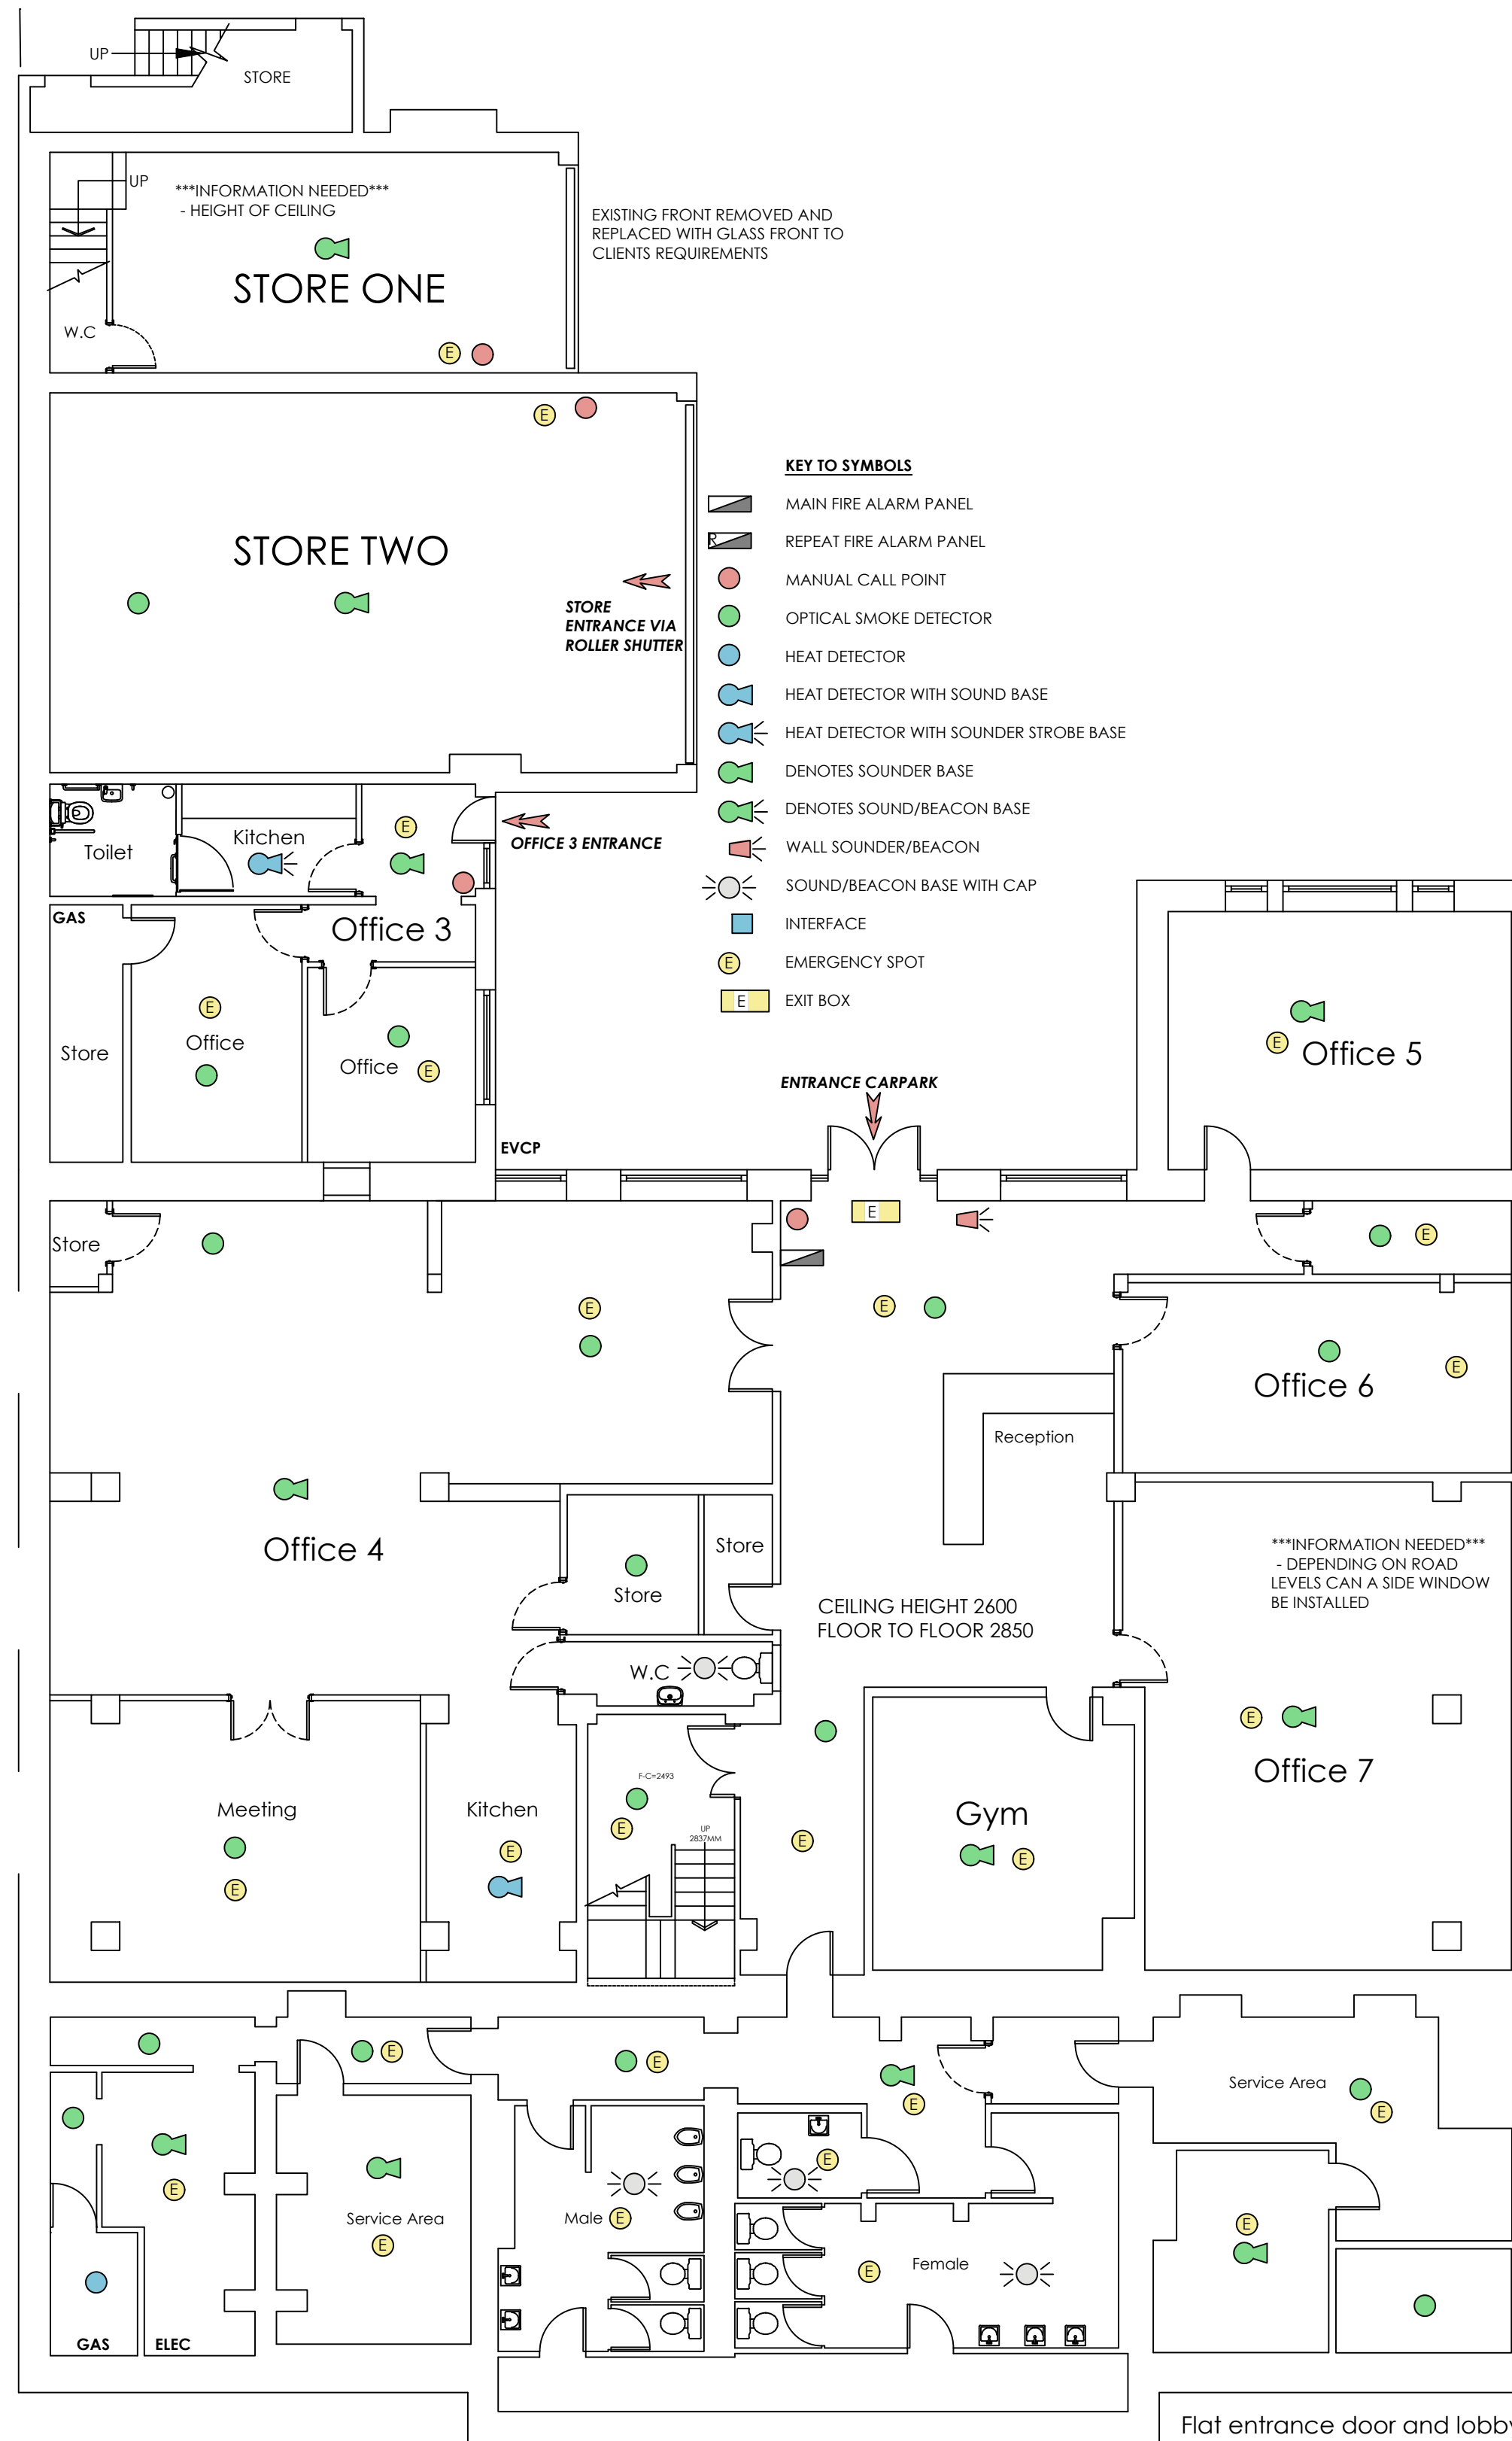 UP
STORE
UP
***INFORMATION NEEDED***
- HEIGHT OF CEILING
EXISTING FRONT REMOVED AND
REPLACED WITH GLASS FRONT TO
CLIENTS REQUIREMENTS
STORE ONE
W.C
E
E
KEY TO SYMBOLS
MAIN FIRE ALARM PANEL
R
REPEAT FIRE ALARM PANEL
MANUAL CALL POINT
OPTICAL SMOKE DETECTOR
HEAT DETECTOR
HEAT DETECTOR WITH SOUND BASE
HEAT DETECTOR WITH SOUNDER STROBE BASE
DENOTES SOUNDER BASE
DENOTES SOUND/BEACON BASE
WALL SOUNDER/BEACON
SOUND/BEACON BASE WITH CAP
INTERFACE
E
EMERGENCY SPOT
E
EXIT BOX
STORE TWO
STORE
ENTRANCE VIA
ROLLER SHUTTER
Toilet
Kitchen
E
OFFICE 3 ENTRANCE
GAS
Office 3
E
Office
Store
Office
E
EVCP
ENTRANCE CARPARK
E
Office 5
Store
E
E
E
E
E
Office 6
Reception
Office 4
Store
Store
CEILING HEIGHT 2600
FLOOR TO FLOOR 2850
***INFORMATION NEEDED***
- DEPENDING ON ROAD
LEVELS CAN A SIDE WINDOW
BE INSTALLED
W.C
E
Office 7
F-C=2493
E
UP
2837MM
Meeting
E
Kitchen
E
E
Gym
E
E
E
E
Service Area
E
E
Service Area
E
Male
E
E
E
Female
E
GAS
ELEC
Flat entrance door and lobby